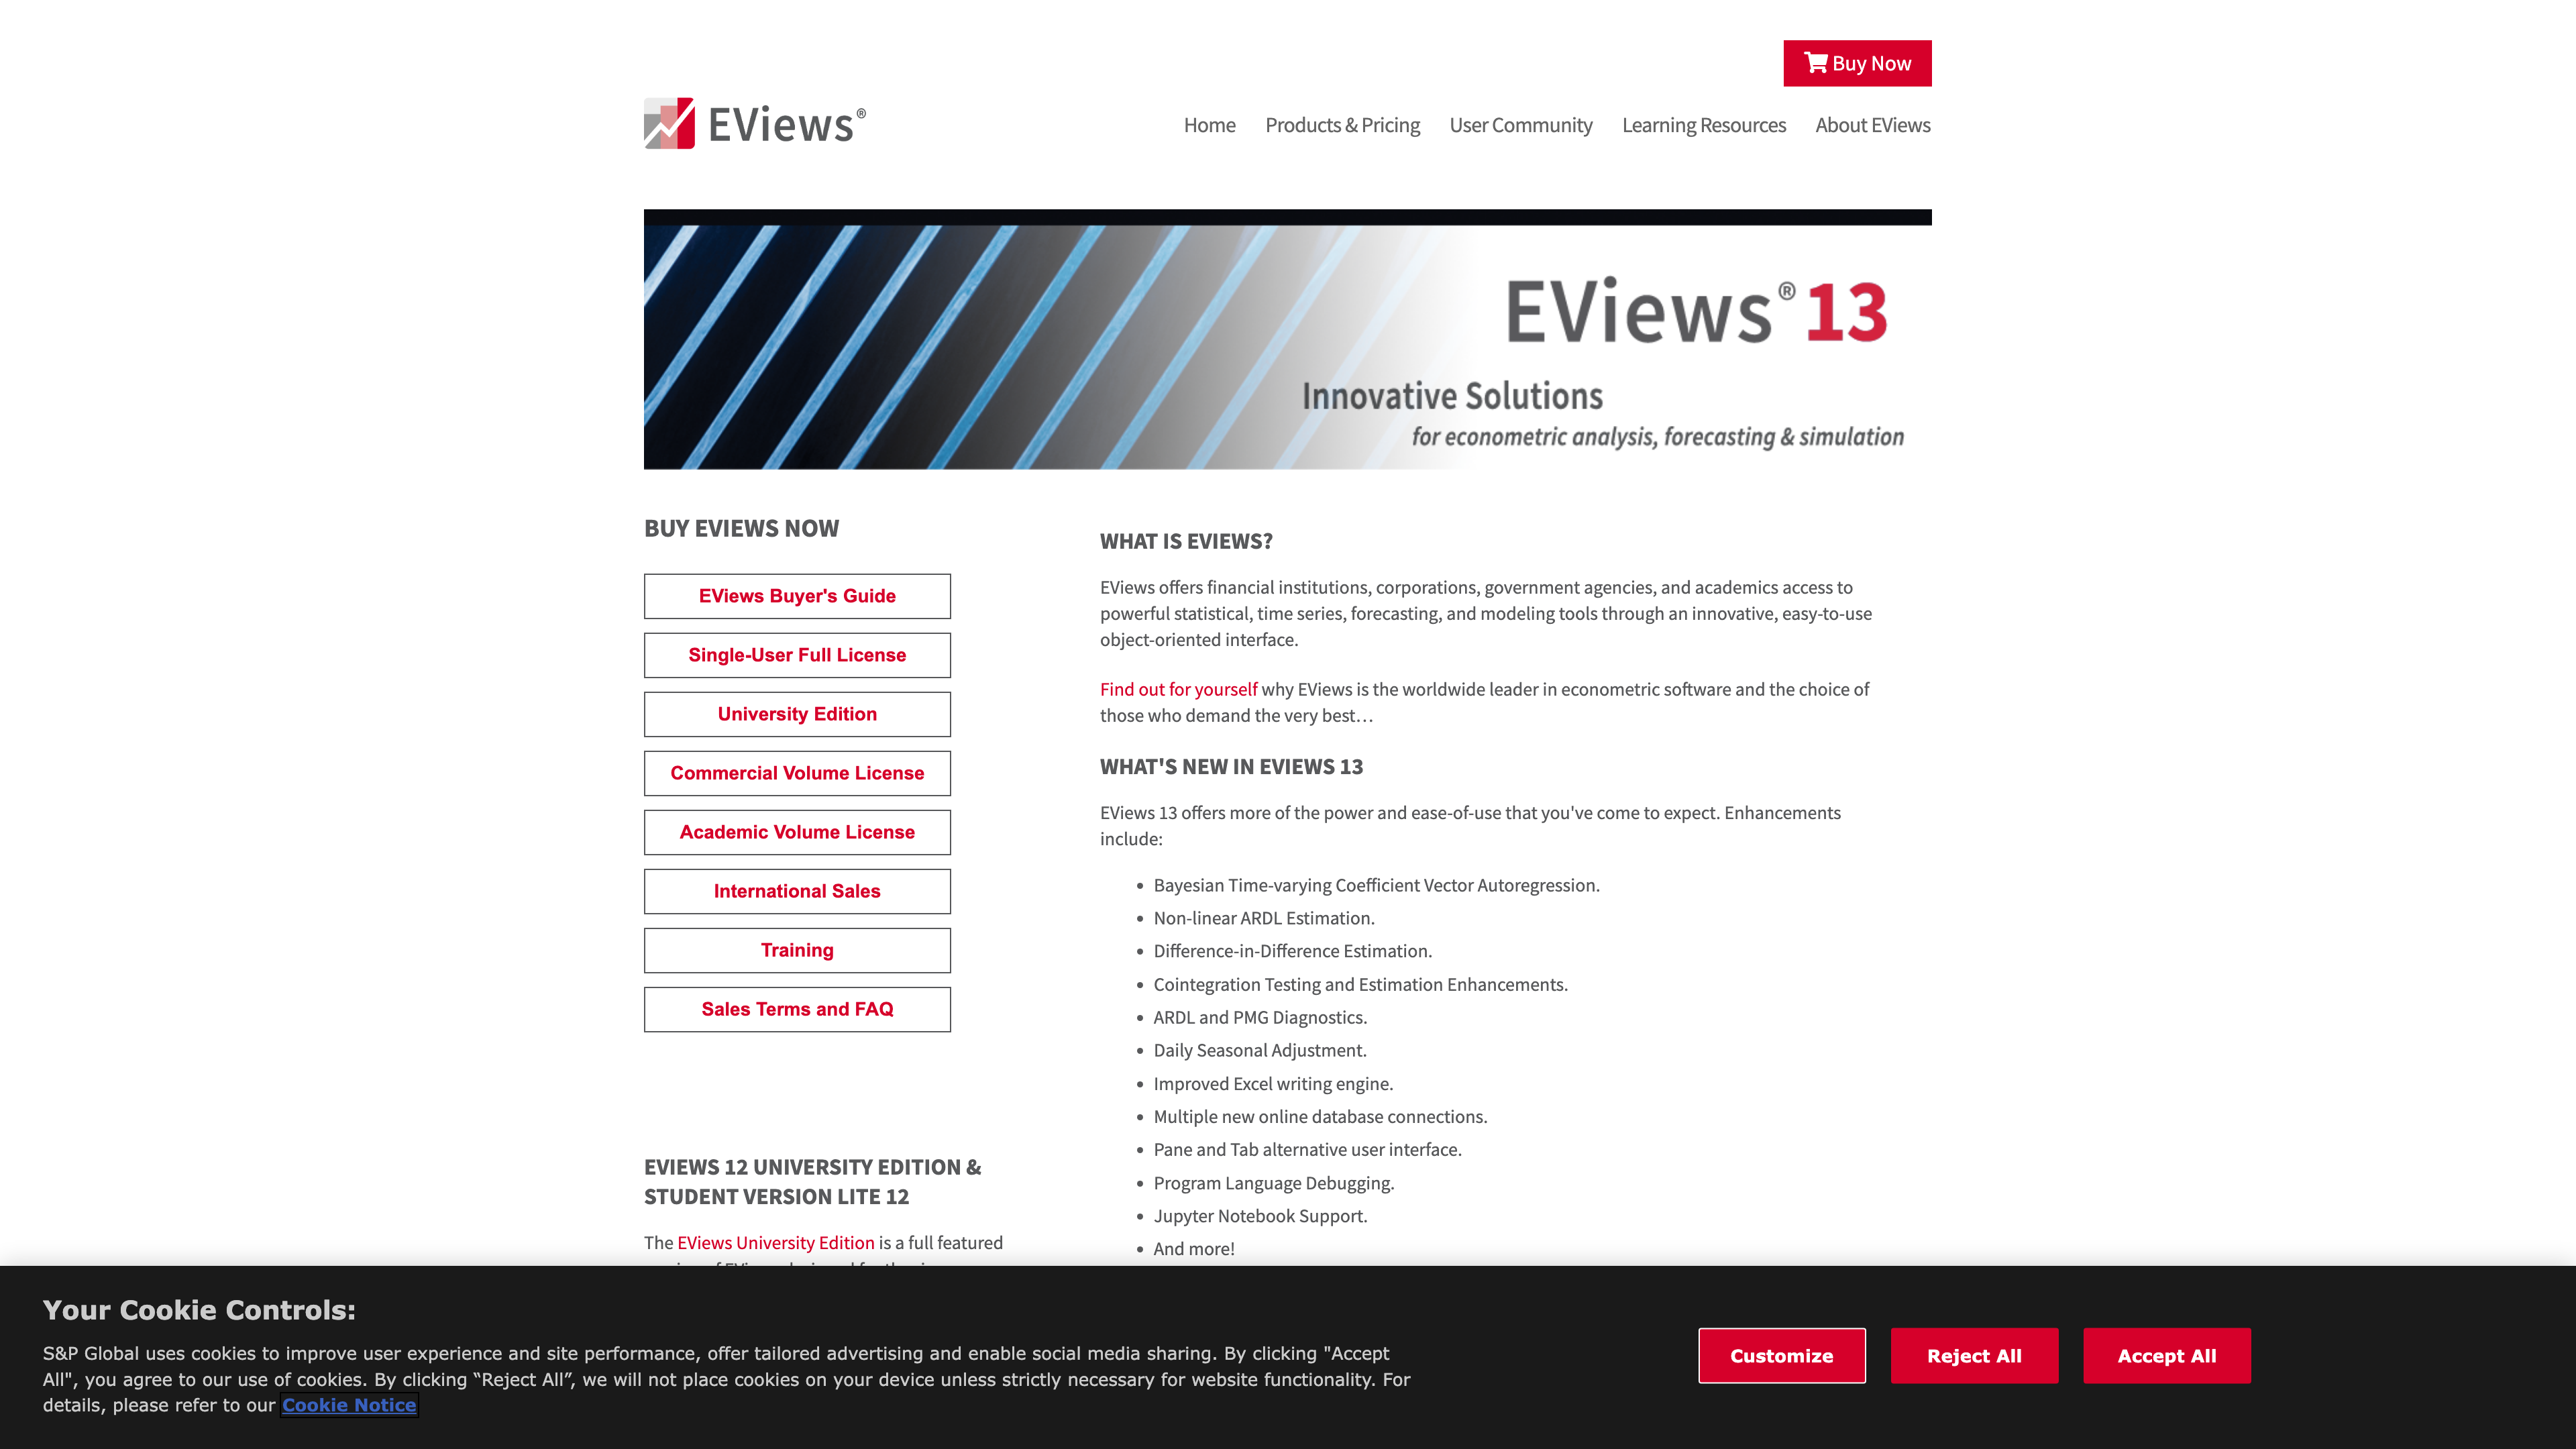 Buy Now
EViews®
Home
Products & Pricing
User Community
Learning Resources
About EViews
EViews® 13
Innovative Solutions
for econometric analysis, forecasting & simulation
BUY EVIEWS NOW
EViews Buyer's Guide
Single-User Full License
University Edition
Commercial Volume License
Academic Volume License
International Sales
Training
Sales Terms and FAQ
EVIEWS 12 UNIVERSITY EDITION &
STUDENT VERSION LITE 12
The EViews University Edition is a full featured
WHAT IS EVIEWS?
EViews offers financial institutions, corporations, government agencies, and academics access to
powerful statistical, time series, forecasting, and modeling tools through an innovative, easy-to-use
object-oriented interface.
Find out for yourself why EViews is the worldwide leader in econometric software and the choice of
those who demand the very best…
WHAT'S NEW IN EVIEWS 13
EViews 13 offers more of the power and ease-of-use that you've come to expect. Enhancements
include:
• Bayesian Time-varying Coefficient Vector Autoregression.
• Non-linear ARDL Estimation.
• Difference-in-Difference Estimation.
• Cointegration Testing and Estimation Enhancements.
• ARDL and PMG Diagnostics.
• Daily Seasonal Adjustment.
• Improved Excel writing engine.
• Multiple new online database connections.
• Pane and Tab alternative user interface.
• Program Language Debugging.
• Jupyter Notebook Support.
• And more!
Your Cookie Controls:
S&P Global uses cookies to improve user experience and site performance, offer tailored advertising and enable social media sharing. By clicking "Accept
All", you agree to our use of cookies. By clicking “Reject All”, we will not place cookies on your device unless strictly necessary for website functionality. For
details, please refer to our Cookie Notice
Customize
Reject All
Accept All